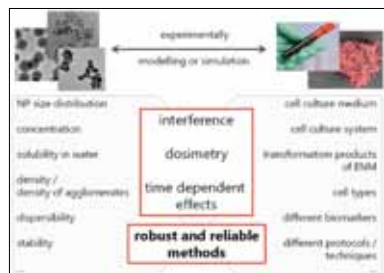 experimentally
modelling or simulation
NP size distribution
concentration
solubility in water
density /
density of agglomerates
dispersibility
stability
interference
dosimetry
time dependent
effects
robust and reliable
methods
cell culture medium
cell culture system
transformation products
of ENM
cell types
different biomarkers
different protocols /
techniques